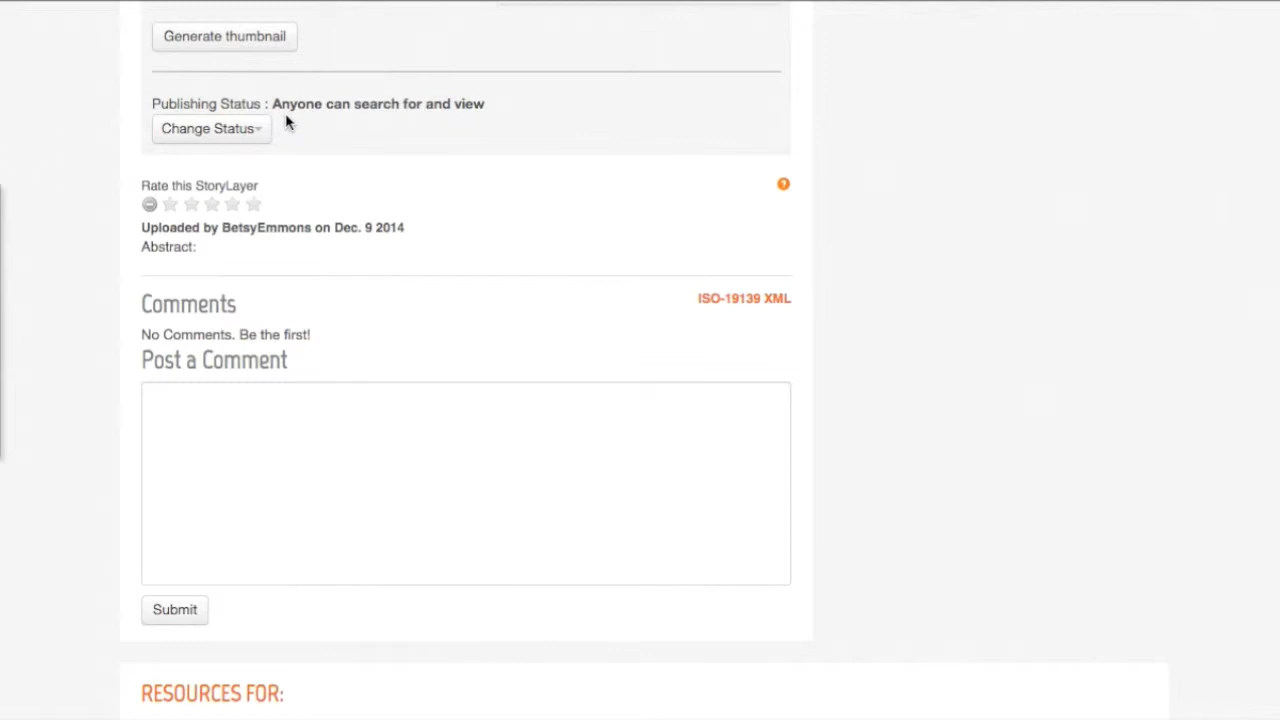 Generate thumbnail
Publishing Status : Anyone can search for and view
Change Status
Rate this StoryLayer
?
Uploaded by BetsyEmmons on Dec. 9 2014
Abstract:
Comments
ISO-19139 XML
No Comments. Be the first!
Post a Comment
Submit
RESOURCES FOR: